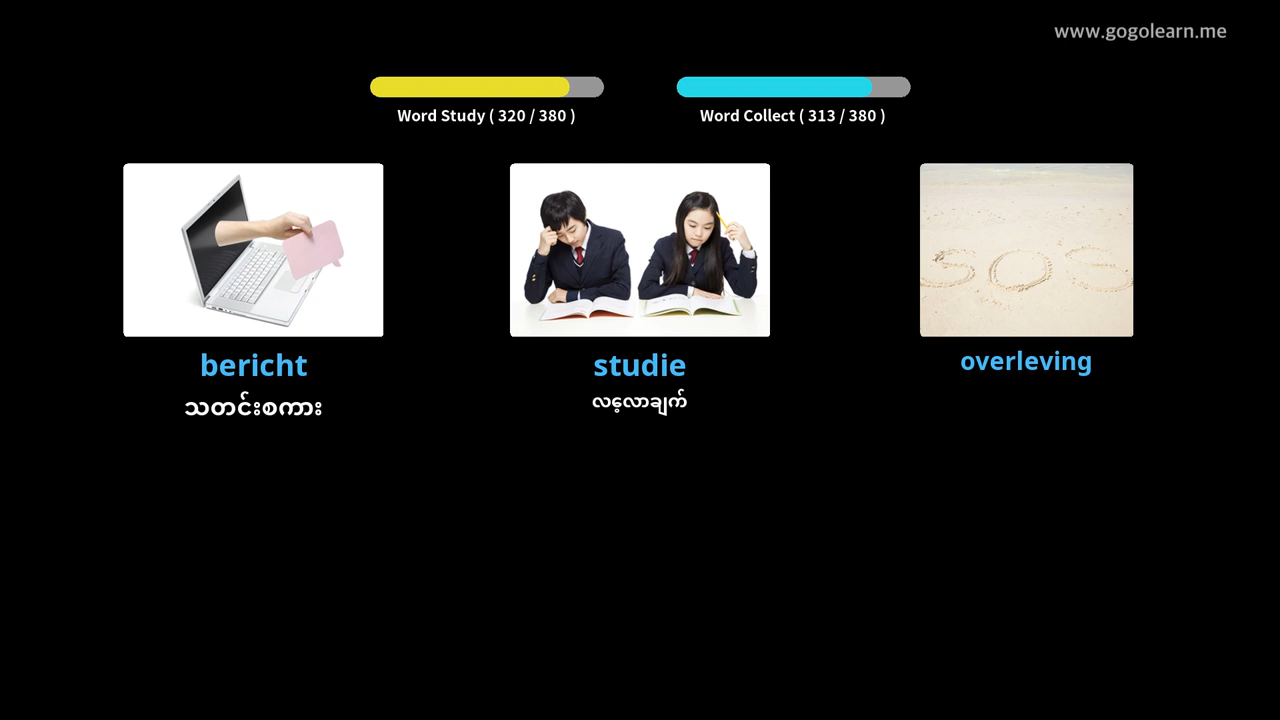 www.gogolearn.me
Word Study ( 320 / 380 )
Word Collect ( 313 / 380 )
SOS
bericht
studie
overleving
သတင်းစကား
လေ့လာချက်